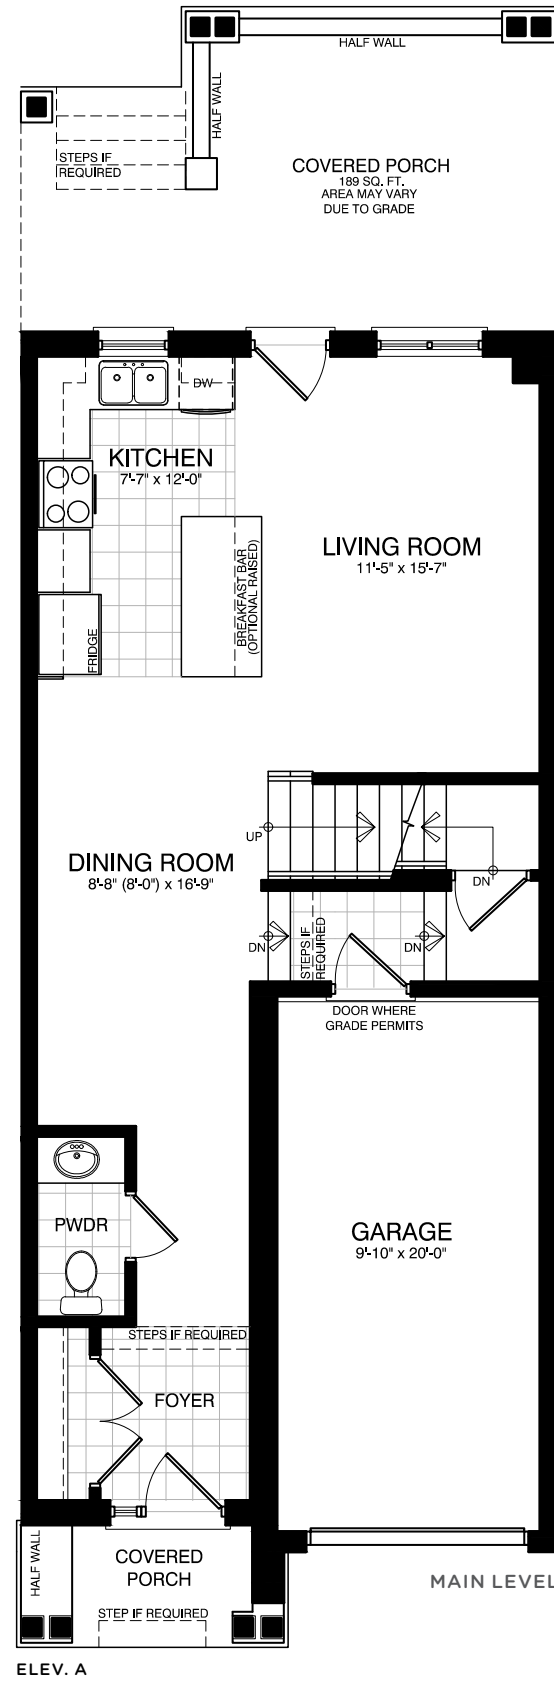 HALF WALL
HALF WALL
STEPS IF
REQUIRED
COVERED PORCH
189 SQ. FT.
AREA MAY VARY
DUE TO GRADE
DW
KITCHEN
7'-7" x 12'-0"
BREAKFAST BAR
(OPTIONAL RAISED)
LIVING ROOM
11'-5" x 15'-7"
FRIDGE
UP
DINING ROOM
8'-8" (8'-0") x 16'-9"
DN
DN
STEPS IF
REQUIRED
DN
DOOR WHERE
GRADE PERMITS
PWDR
GARAGE
9'-10" x 20'-0"
STEPS IF REQUIRED
FOYER
HALF WALL
COVERED
PORCH
STEP IF REQUIRED
MAIN LEVEL
ELEV. A